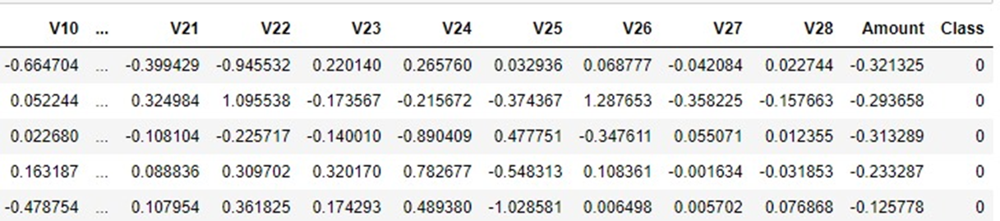 V10 ... V21 V22 V23 V24 V25 V26 V27 V28 Amount Class
-0.664704 ... -0.399429 -0.945532 0.220140 0.265760 0.032936 0.068777 -0.042084 0.022744 -0.321325 0
0.052244 ... 0.324984 1.095538 -0.173567 -0.215672 -0.374367 1.287653 -0.358225 -0.157663 -0.293658 0
0.022680 ... -0.108104 -0.225717 -0.140010 -0.890409 0.477751 -0.347611 0.055071 0.012355 -0.313289 0
0.163187 ... 0.088836 0.309702 0.320170 0.782677 -0.548313 0.108361 -0.001634 -0.031853 -0.233287 0
-0.478754 ... 0.107954 0.361825 0.174293 0.489380 -1.028581 0.006498 0.005702 0.076868 -0.125778 0